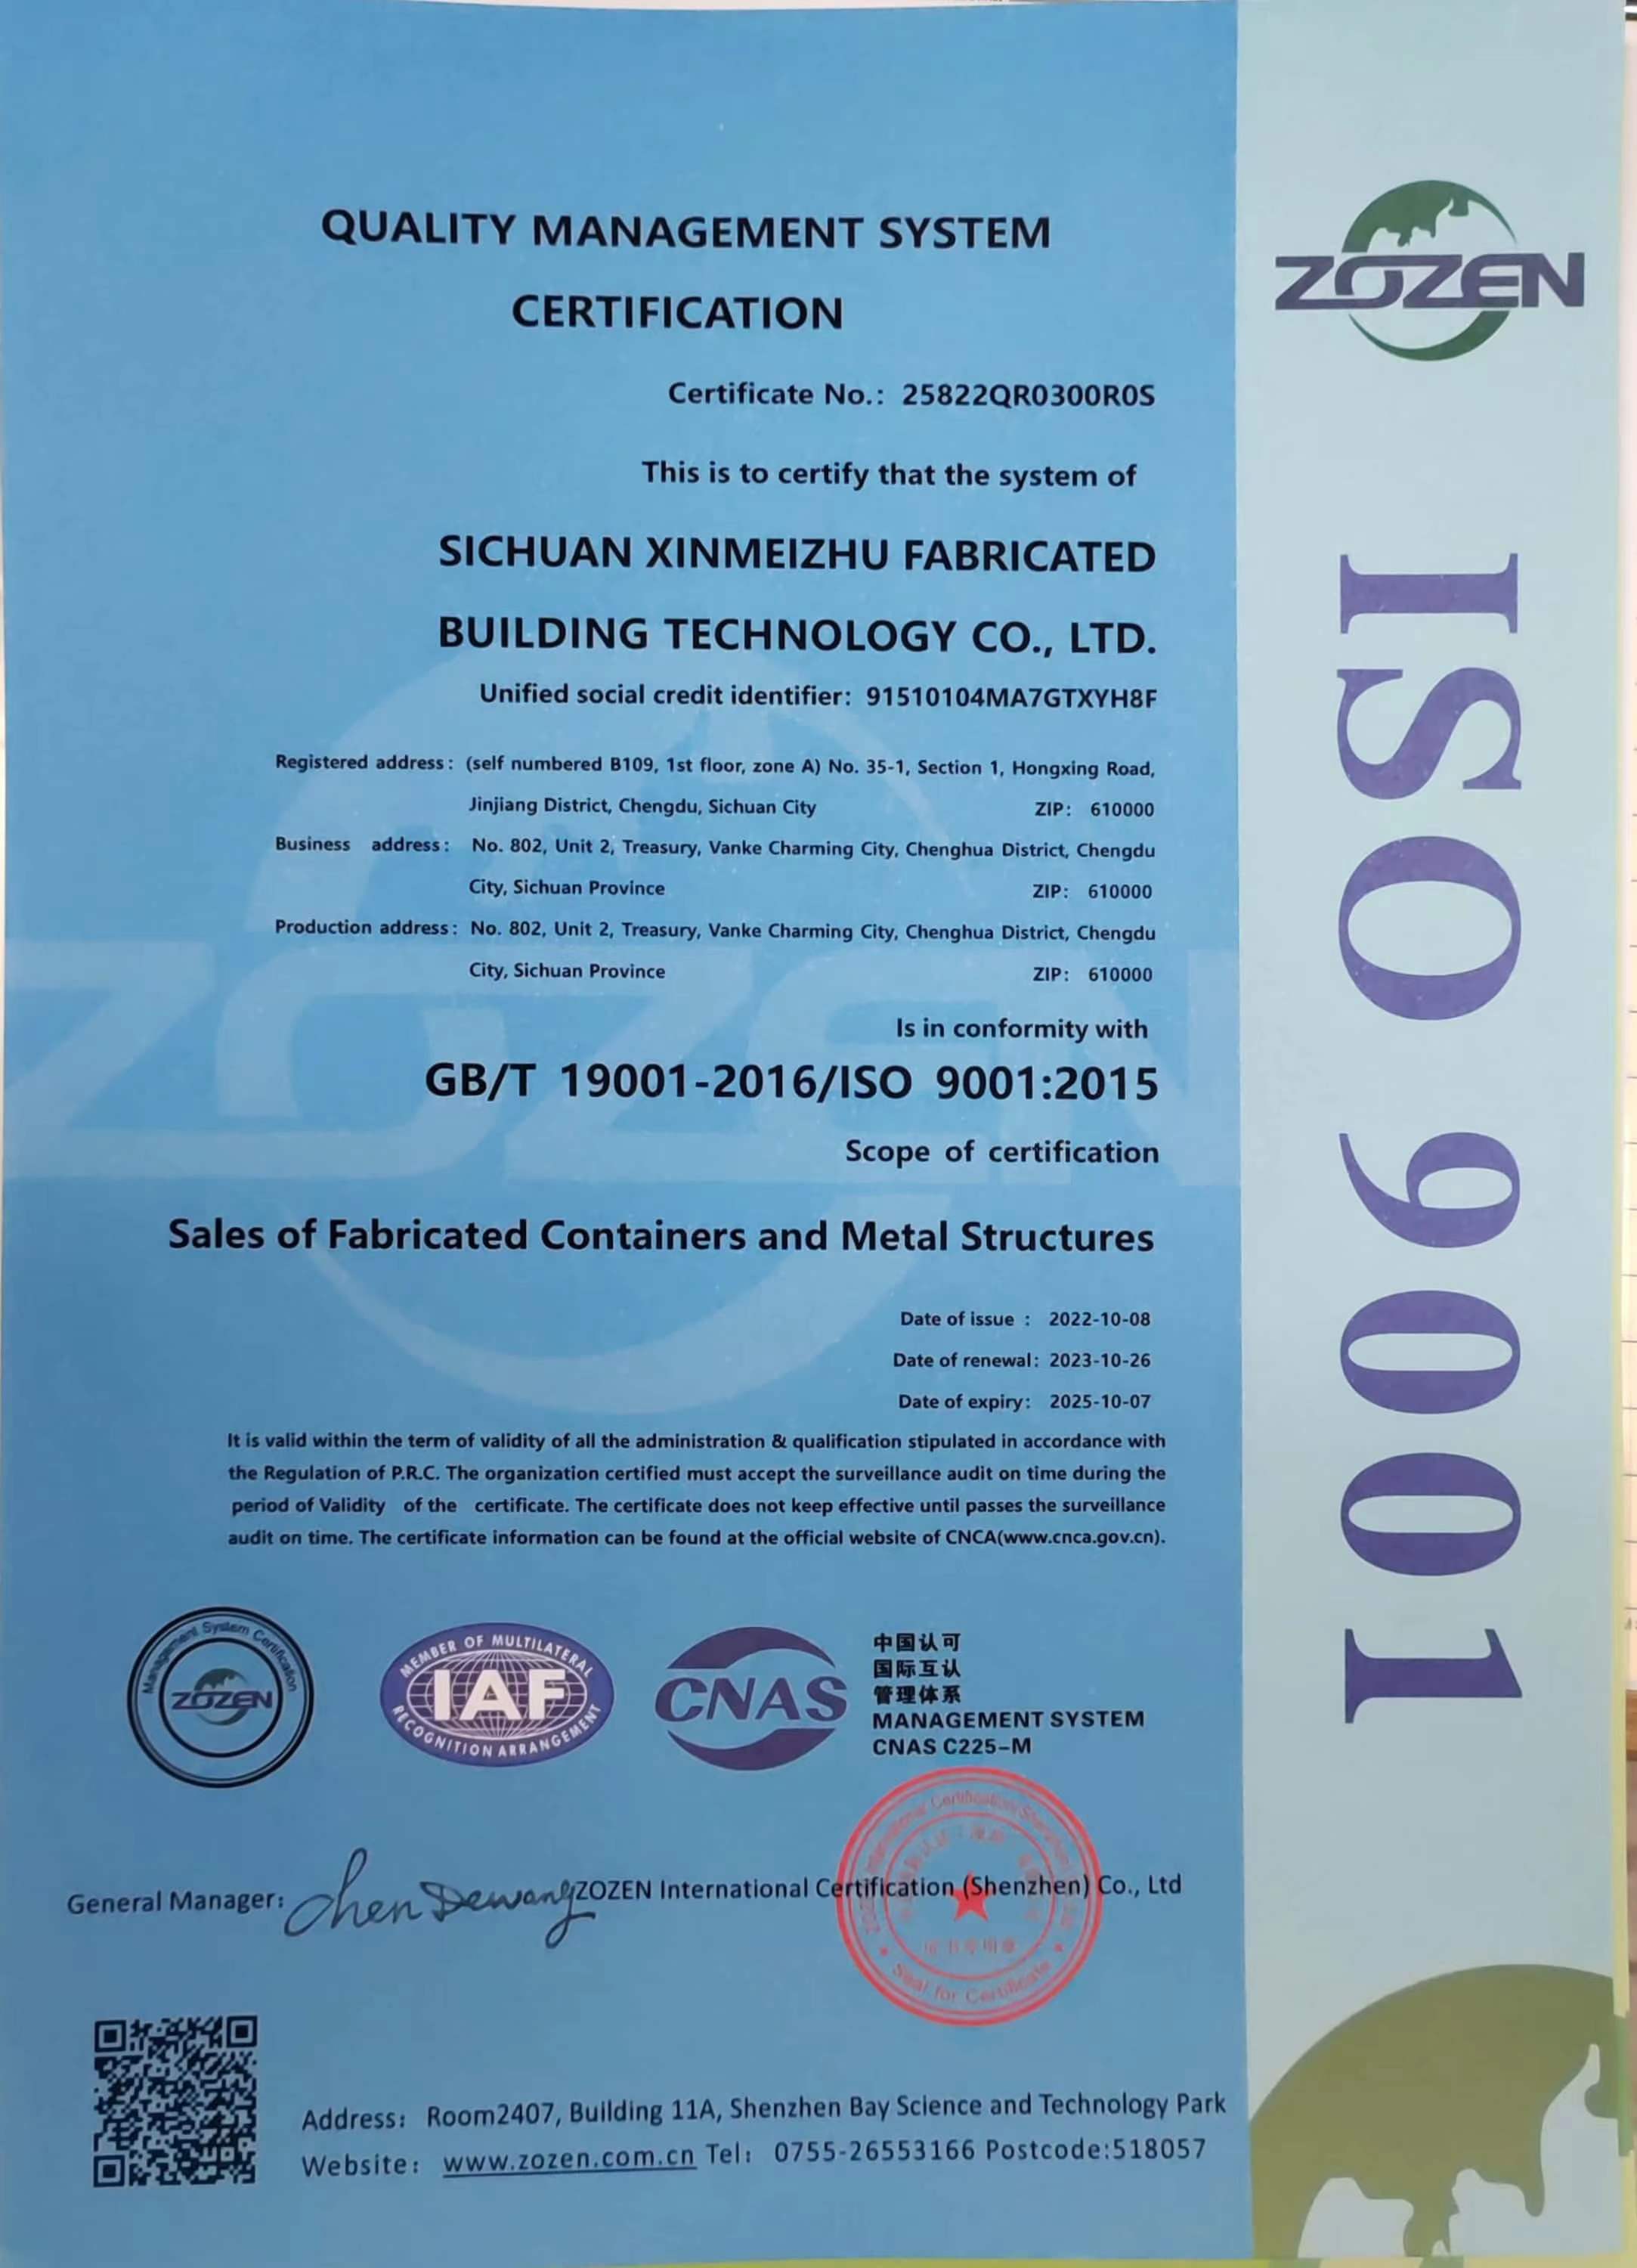 QUALITY MANAGEMENT SYSTEM
CERTIFICATION
Certificate No.: 25822QR0300R0S
This is to certify that the system of
SICHUAN XINMEIZHU FABRICATED
BUILDING TECHNOLOGY CO., LTD.
Unified social credit identifier: 91510104MA7GTXYH8F
Registered address: (self numbered B109, 1st floor, zone A) No. 35-1, Section 1, Hongxing Road,
Jinjiang District, Chengdu, Sichuan City ZIP: 610000
Business address: No. 802, Unit 2, Treasury, Vanke Charming City, Chenghua District, Chengdu
City, Sichuan Province ZIP: 610000
Production address: No. 802, Unit 2, Treasury, Vanke Charming City, Chenghua District, Chengdu
City, Sichuan Province ZIP: 610000
Is in conformity with
GB/T 19001-2016/ISO 9001:2015
Scope of certification
Sales of Fabricated Containers and Metal Structures
Date of issue : 2022-10-08
Date of renewal: 2023-10-26
Date of expiry: 2025-10-07
It is valid within the term of validity of all the administration & qualification stipulated in accordance with
the Regulation of P.R.C. The organization certified must accept the surveillance audit on time during the
period of Validity of the certificate. The certificate does not keep effective until passes the surveillance
audit on time. The certificate information can be found at the official website of CNCA(www.cnca.gov.cn).
Management System Certification
ZOZEN
MEMBER OF MULTILATERAL
IAF
RECOGNITION ARRANGEMENT
CNAS
中国认可
国际互认
管理体系
MANAGEMENT SYSTEM
CNAS C225-M
General Manager: Chen Dewang
ZOZEN International Certification (Shenzhen) Co., Ltd
Seal for Certificate
Address: Room2407, Building 11A, Shenzhen Bay Science and Technology Park
Website: www.zozen.com.cn Tel: 0755-26553166 Postcode:518057
ZOZEN
ISO 9001
ZOZEN